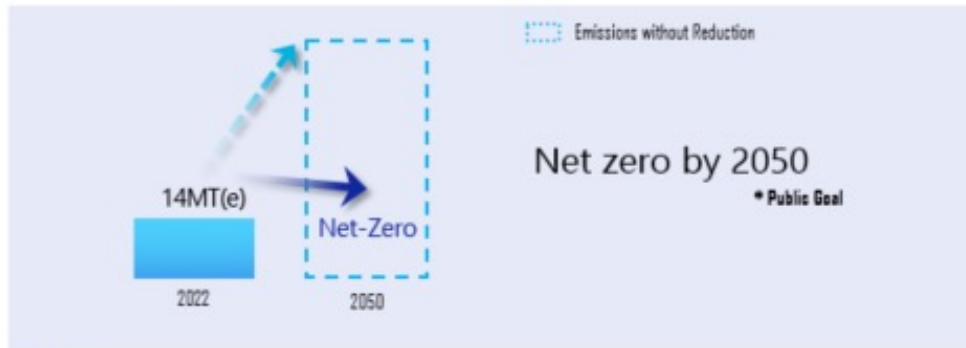 Emissions without Reduction
Net zero by 2050
* Public Goal
14MT(e)
Net-Zero
2022
2050